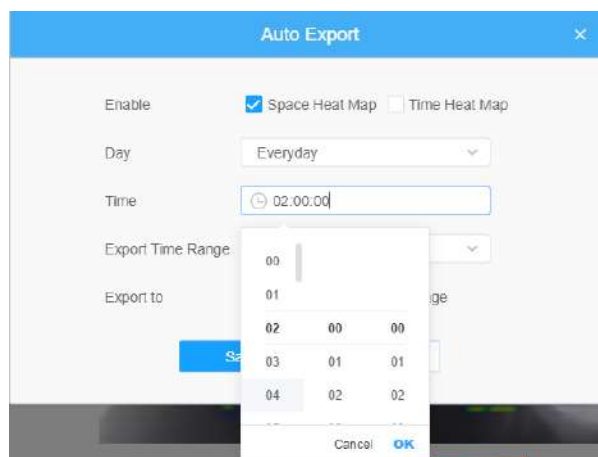 Auto Export ×
Enable Space Heat Map Time Heat Map
Day Everyday
Time 02:00:00
Export Time Range
00
Export to
01
02 00 00
03 01 01
04 02 02
Cancel OK